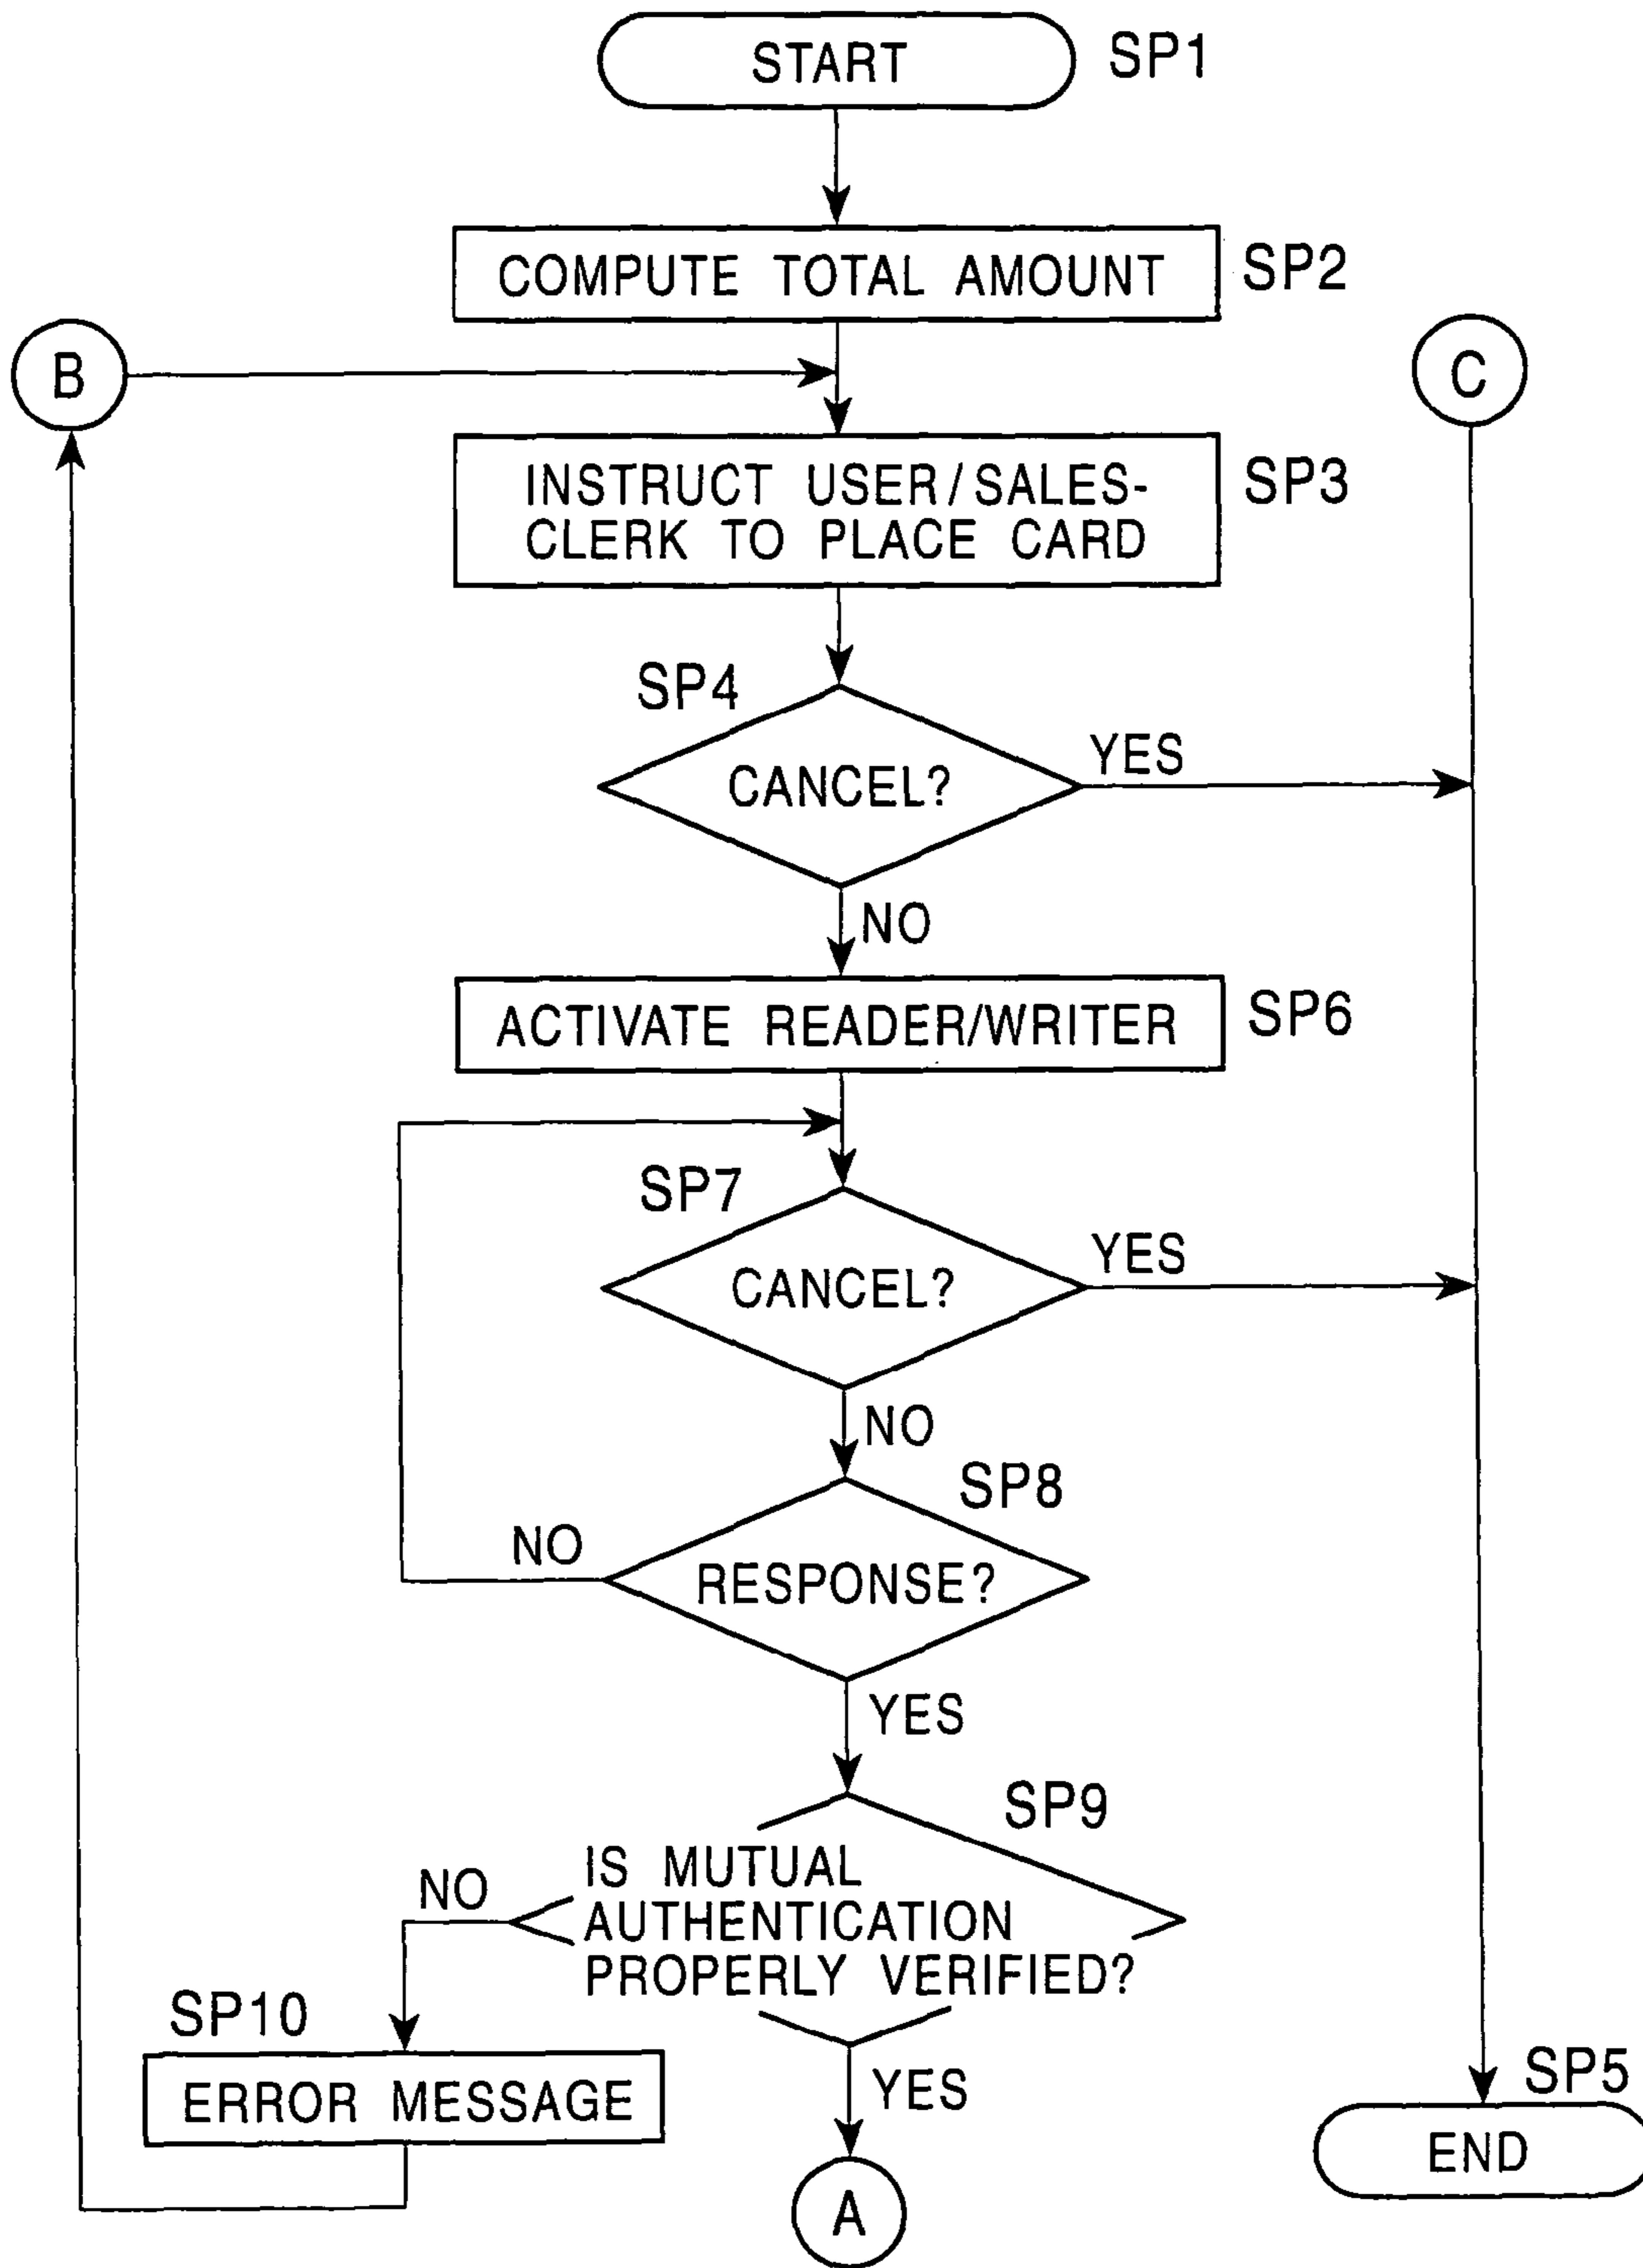 START
SP1
COMPUTE TOTAL AMOUNT
SP2
B
C
INSTRUCT USER/SALES-
CLERK TO PLACE CARD
SP3
SP4
CANCEL?
YES
NO
ACTIVATE READER/WRITER
SP6
SP7
CANCEL?
YES
NO
SP8
NO
RESPONSE?
YES
SP9
NO
IS MUTUAL
AUTHENTICATION
PROPERLY VERIFIED?
SP10
ERROR MESSAGE
YES
SP5
END
A